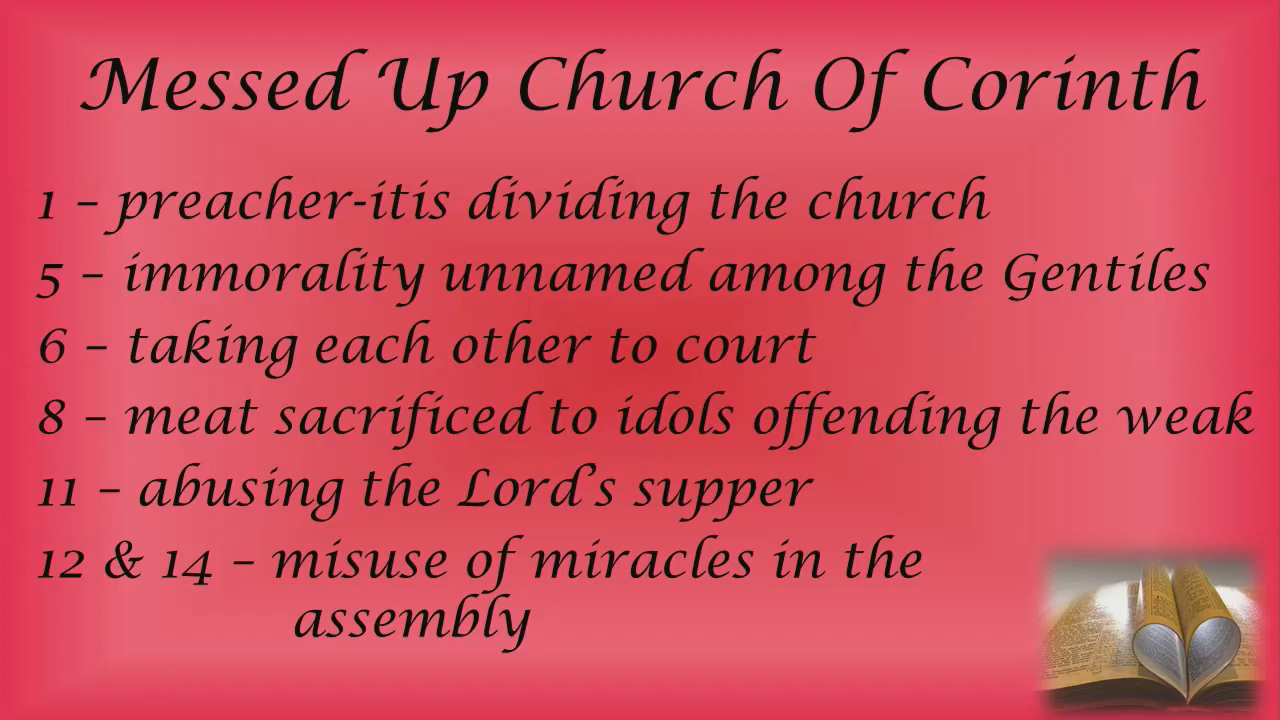 Messed Up Church Of Corinth
1 – preacher-itis dividing the church
5 – immorality unnamed among the Gentiles
6 – taking each other to court
8 – meat sacrificed to idols offending the weak
11 – abusing the Lord's supper
12 & 14 – misuse of miracles in the
assembly